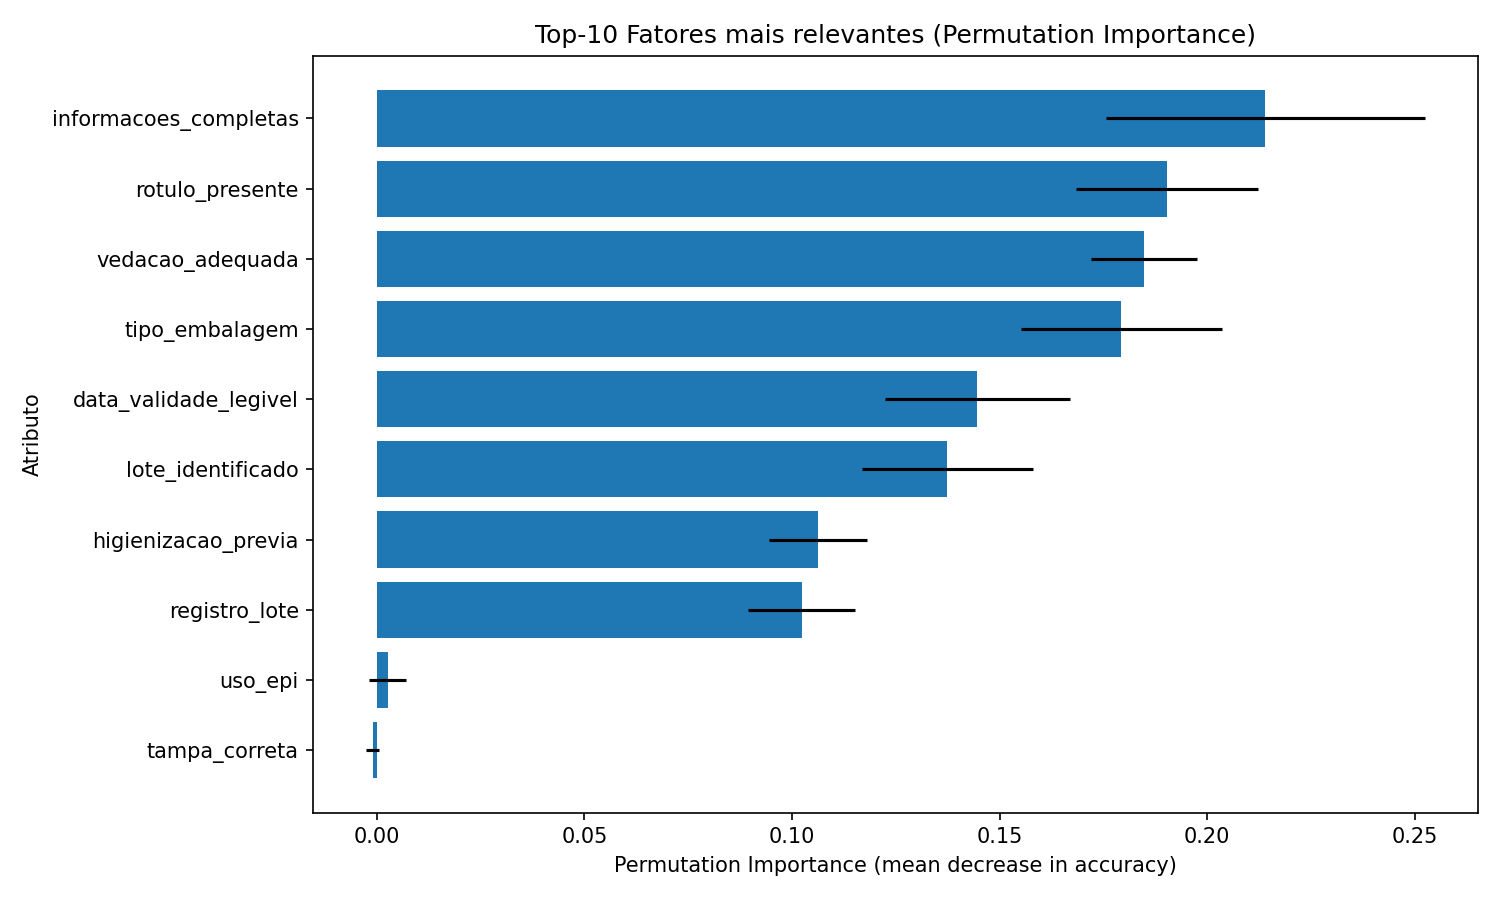 Top-10 Fatores mais relevantes (Permutation Importance)
Atributo
informacoes_completas
rotulo_presente
vedacao_adequada
tipo_embalagem
data_validade_legivel
lote_identificado
higienizacao_previa
registro_lote
uso_epi
tampa_correta
0.00 0.05 0.10 0.15 0.20 0.25
Permutation Importance (mean decrease in accuracy)